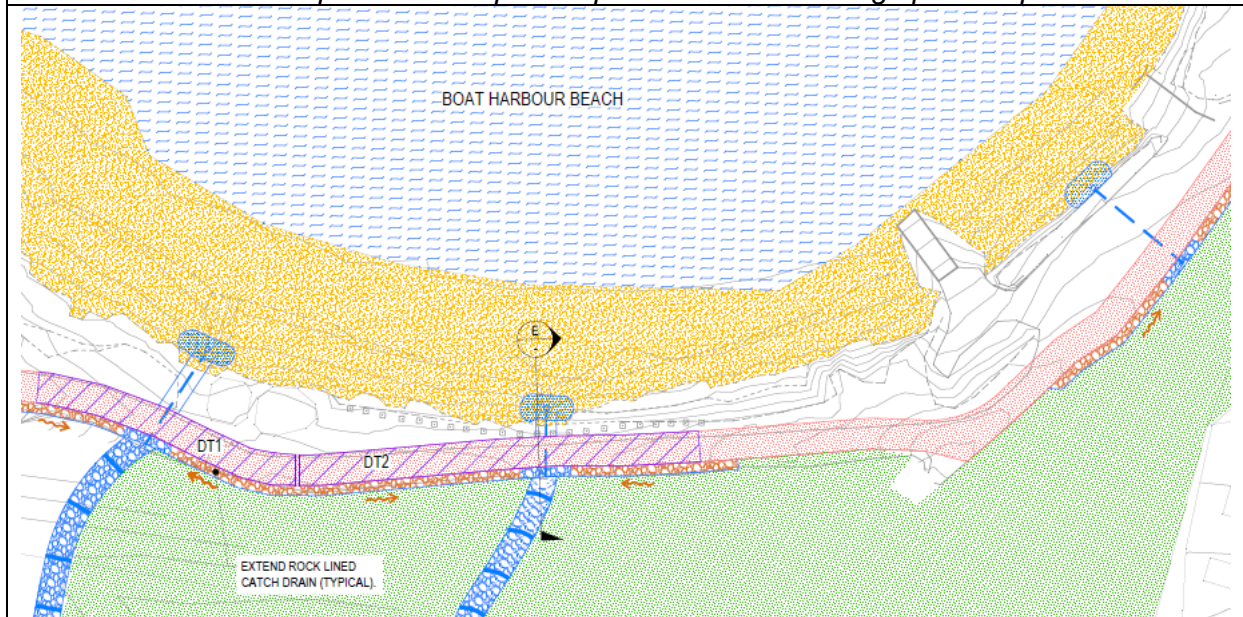 BOAT HARBOUR BEACH
E
-
DT1
DT2
EXTEND ROCK LINED
CATCH DRAIN (TYPICAL).